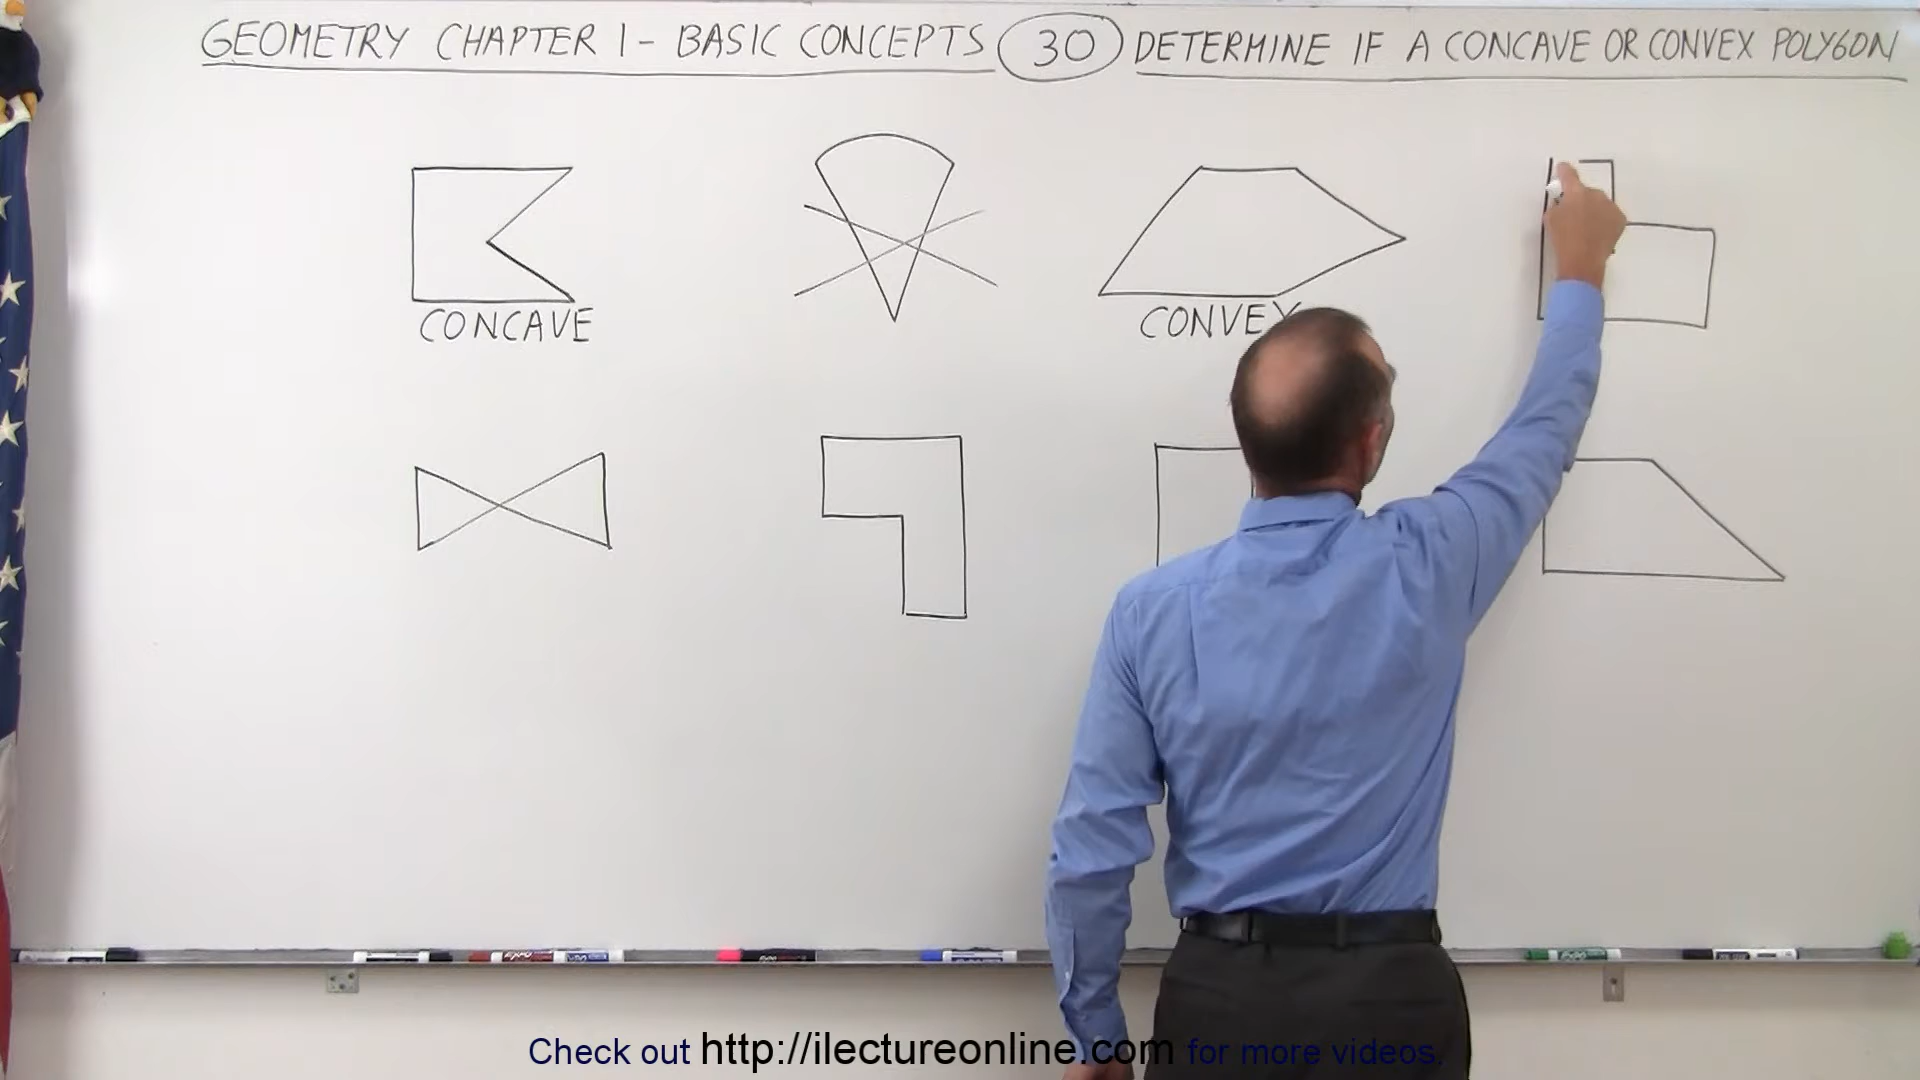 GEOMETRY CHAPTER 1 - BASIC CONCEPTS 30 DETERMINE IF A CONCAVE OR CONVEX POLYGON
CONCAVE
CONVEX
Check out http://ilectureonline.com for more videos.